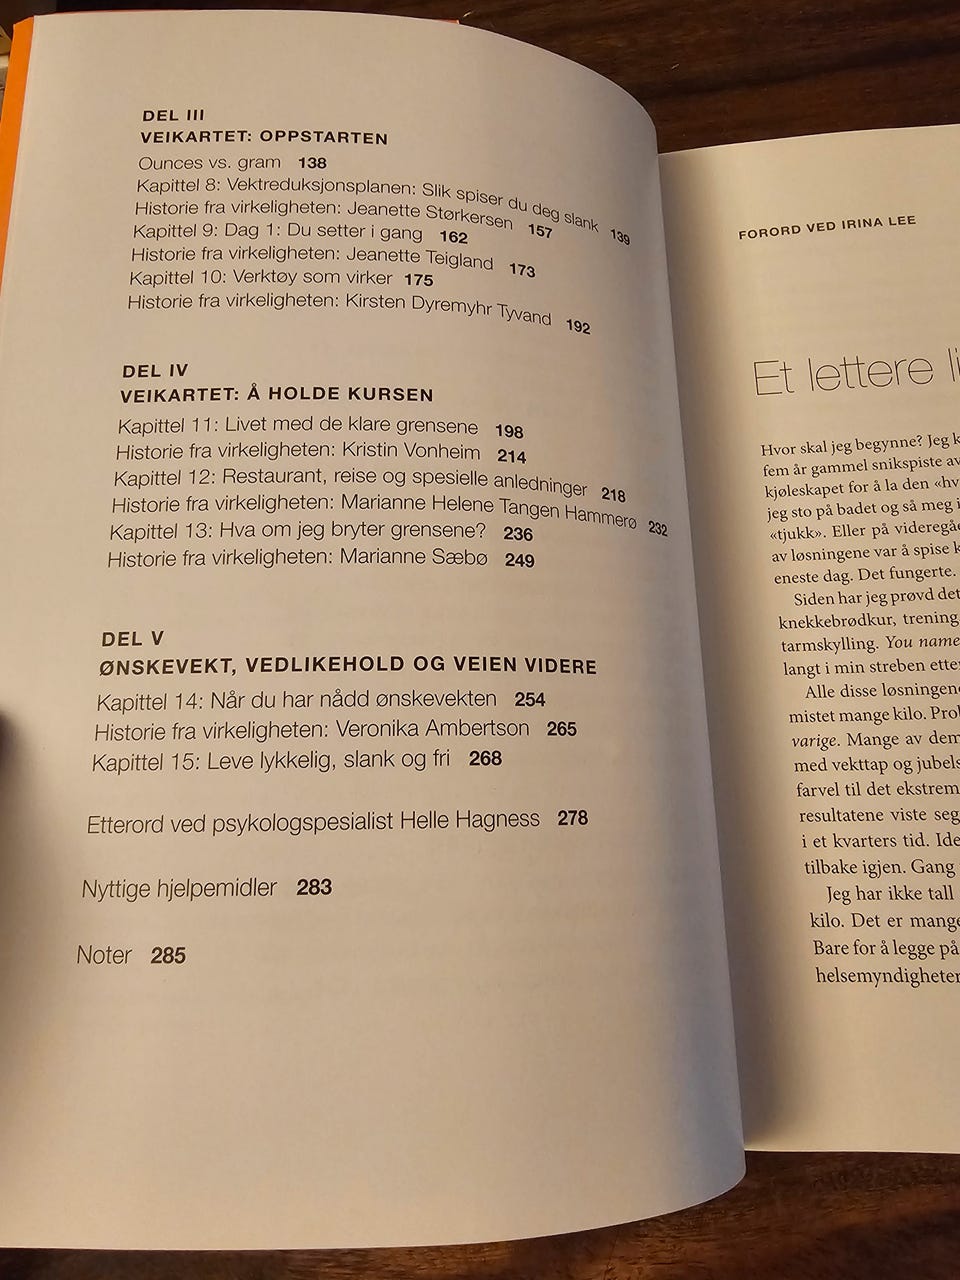 DEL III
VEIKARTET: OPPSTARTEN
Ounces vs. gram 138
Kapittel 8: Vektreduksjonsplanen: Slik spiser du deg slank 139
Historie fra virkeligheten: Jeanette Størkersen 157
Kapittel 9: Dag 1: Du setter i gang 162
Historie fra virkeligheten: Jeanette Teigland 173
Kapittel 10: Verktøy som virker 175
Historie fra virkeligheten: Kirsten Dyremyhr Tyvand 192
DEL IV
VEIKARTET: Å HOLDE KURSEN
Kapittel 11: Livet med de klare grensene 198
Historie fra virkeligheten: Kristin Vonheim 214
Kapittel 12: Restaurant, reise og spesielle anledninger 218
Historie fra virkeligheten: Marianne Helene Tangen Hammerø 232
Kapittel 13: Hva om jeg bryter grensene? 236
Historie fra virkeligheten: Marianne Sæbø 249
DEL V
ØNSKEVEKT, VEDLIKEHOLD OG VEIEN VIDERE
Kapittel 14: Når du har nådd ønskevekten 254
Historie fra virkeligheten: Veronika Ambertson 265
Kapittel 15: Leve lykkelig, slank og fri 268
Etterord ved psykologspesialist Helle Hagness 278
Nyttige hjelpemidler 283
Noter 285
FORORD VED IRINA LEE
Et lettere
Hvor skal jeg begynne? Jeg
fem år gammel snikspiste
kjøleskapet for å la den
jeg sto på badet og så meg
«tjukk». Eller på
av løsningene var å spise
eneste dag. Det fungerte.
Siden har jeg prøvd
knekkebrødkur, trening
tarmskylling. You name
langt i min streben
Alle disse
mistet mange kilo.
varige. Mange av dem
med vekttap og
farvel til det
resultatene viste
i et kvarters tid.
tilbake igjen. Gang
Jeg har ikke tall
kilo. Det er
Bare for å legge på